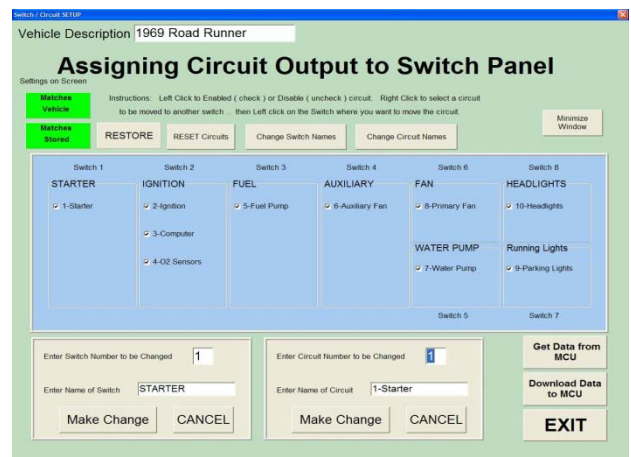 Switch / Circuit SETUP
Vehicle Description 1969 Road Runner
Assigning Circuit Output to Switch Panel
Settings on Screen
Matches Vehicle
Instructions: Left Click to Enabled ( check ) or Disable ( uncheck ) circuit. Right Click to select a circuit
to be moved to another switch .. then Left click on the Switch where you want to move the circuit.
Minimize Window
Matches Stored
RESTORE
RESET Circuits
Change Switch Names
Change Circuit Names
Switch 1 Switch 2 Switch 3 Switch 4 Switch 6 Switch 8
STARTER IGNITION FUEL AUXILIARY FAN HEADLIGHTS
1-Starter 2-Ignition 5-Fuel Pump 6-Auxiliary Fan 8-Primary Fan 10-Headlights
3-Computer
WATER PUMP Running Lights
4-O2 Sensors 7-Water Pump 9-Parking Lights
Switch 5 Switch 7
Enter Switch Number to be Changed 1
Enter Name of Switch STARTER
Make Change CANCEL
Enter Circuit Number to be Changed 1
Enter Name of Circuit 1-Starter
Make Change CANCEL
Get Data from MCU
Download Data to MCU
EXIT